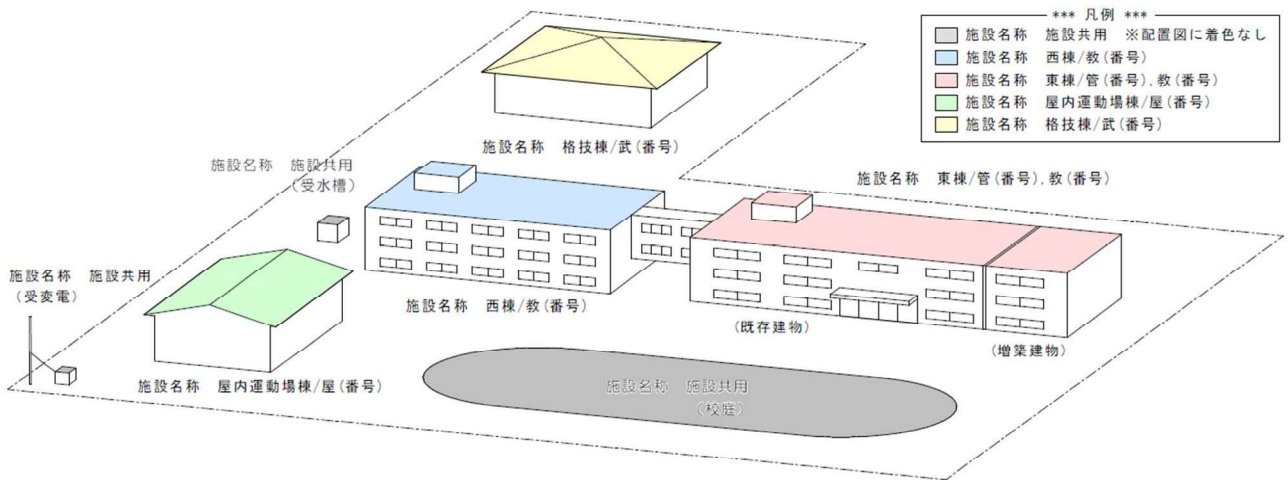 *** 凡例 ***
施設名称 施設共用 ※配置図に着色なし
施設名称 西棟/教(番号)
施設名称 東棟/管(番号),教(番号)
施設名称 屋内運動場棟/屋(番号)
施設名称 格技棟/武(番号)
施設名称 格技棟/武(番号)
施設名称 施設共用
(受水槽)
施設名称 東棟/管(番号),教(番号)
施設名称 施設共用
(受変電)
施設名称 西棟/教(番号)
(既存建物)
(増築建物)
施設名称 屋内運動場棟/屋(番号)
施設名称 施設共用
(校庭)